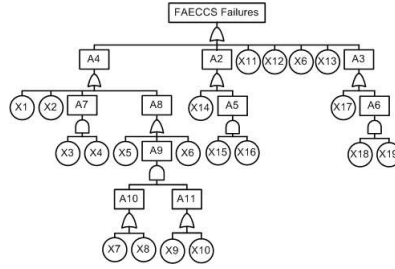 FAECCS Failures
A4 A2 X11 X12 X6 X13 A3
X1 X2 A7 A8 X14 A5 X17 A6
X3 X4 X5 A9 X6 X15 X16 X18 X19
A10 A11
X7 X8 X9 X10